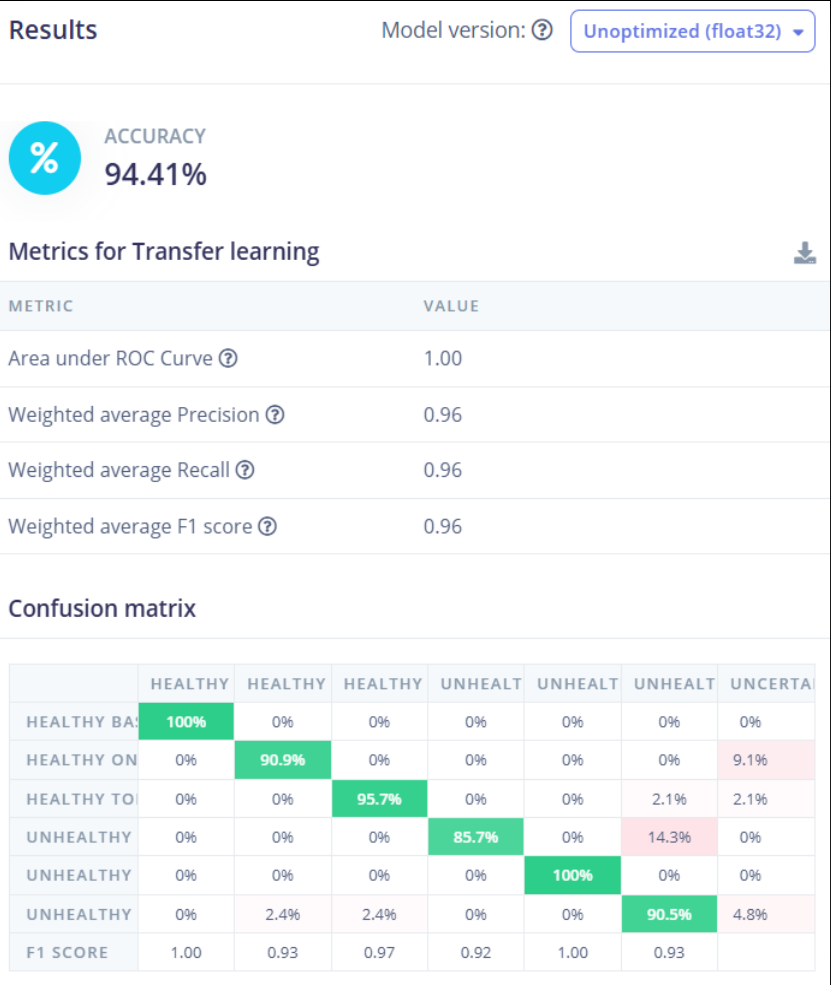 Results Model version: ? Unoptimized (float32)
%
ACCURACY
94.41%
Metrics for Transfer learning
METRIC VALUE
Area under ROC Curve ? 1.00
Weighted average Precision ? 0.96
Weighted average Recall ? 0.96
Weighted average F1 score ? 0.96
Confusion matrix
HEALTHY HEALTHY HEALTHY UNHEALT UNHEALT UNHEALT UNCERTAI
HEALTHY BAS 100% 0% 0% 0% 0% 0% 0%
HEALTHY ON 0% 90.9% 0% 0% 0% 0% 9.1%
HEALTHY TO 0% 0% 95.7% 0% 0% 2.1% 2.1%
UNHEALTHY 0% 0% 0% 85.7% 0% 14.3% 0%
UNHEALTHY 0% 0% 0% 0% 100% 0% 0%
UNHEALTHY 0% 2.4% 2.4% 0% 0% 90.5% 4.8%
F1 SCORE 1.00 0.93 0.97 0.92 1.00 0.93